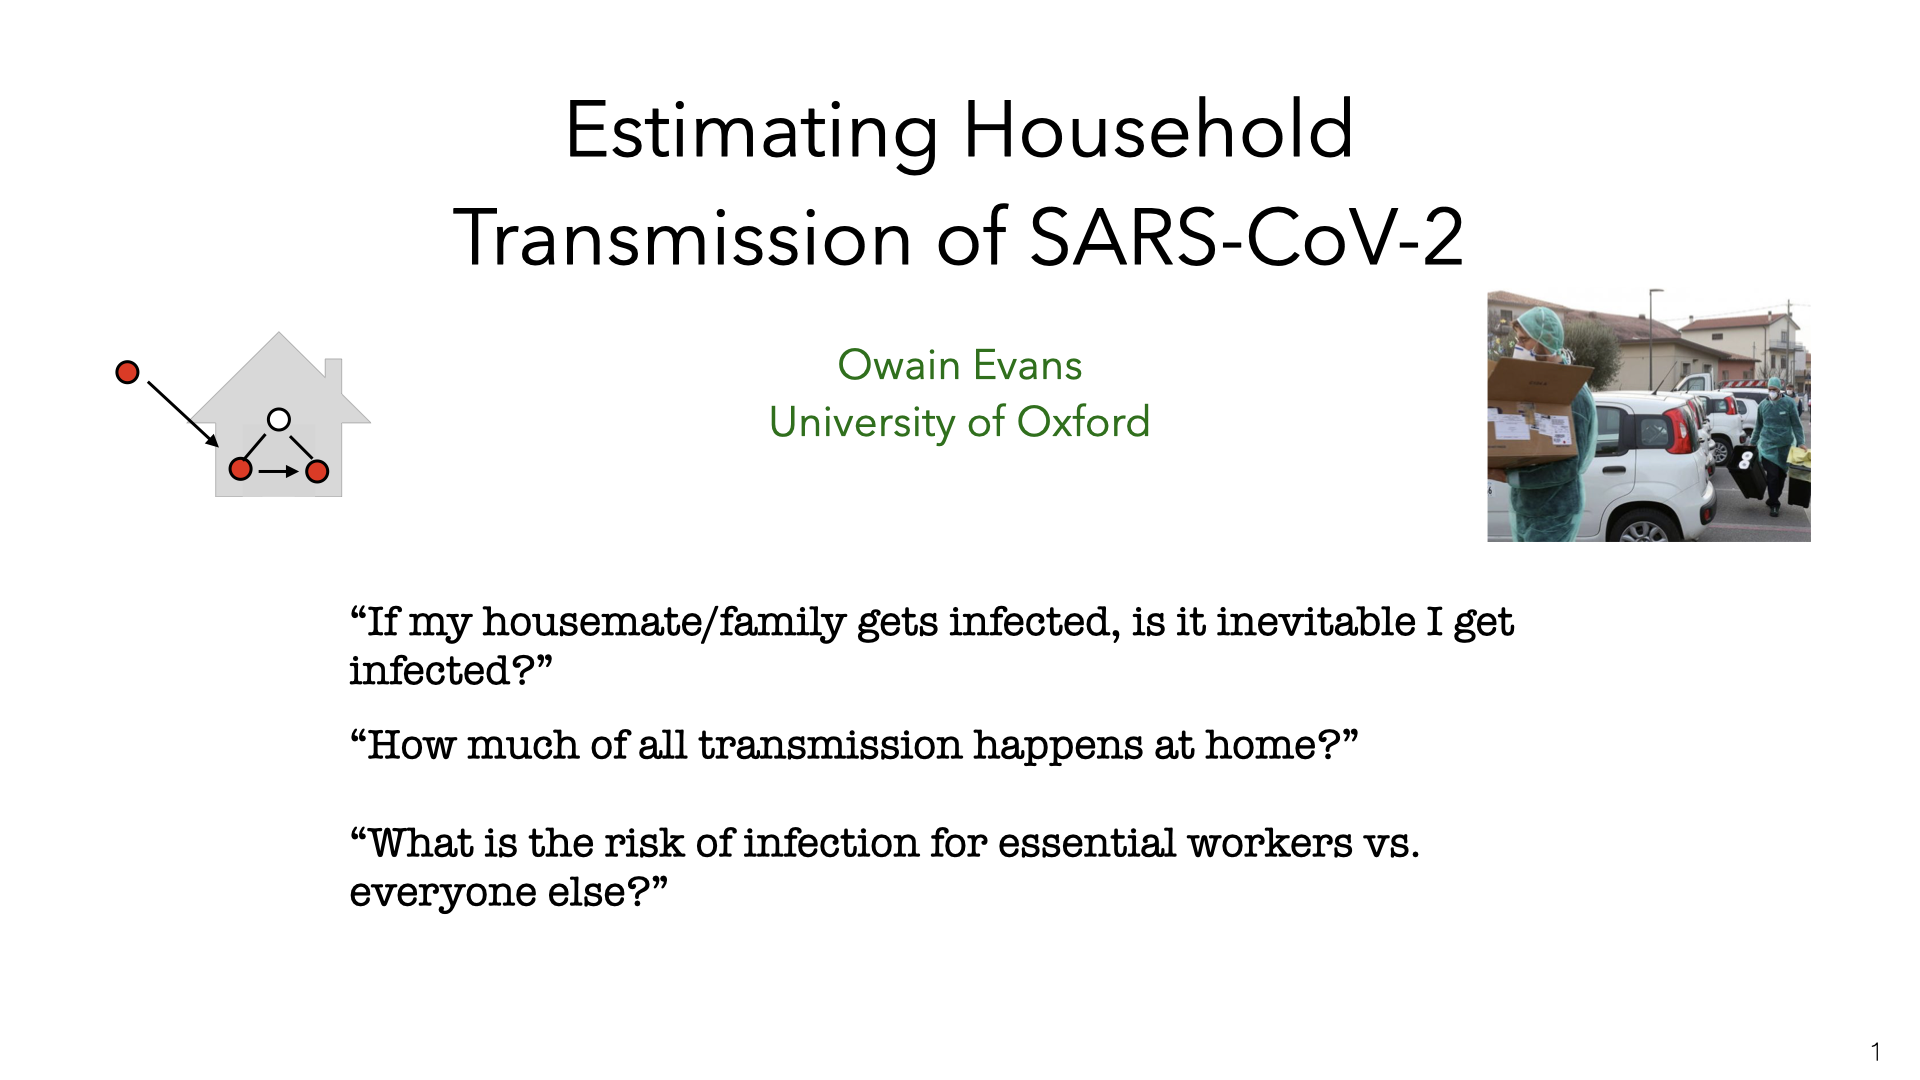 Estimating Household
Transmission of SARS-CoV-2
Owain Evans
University of Oxford
“If my housemate/family gets infected, is it inevitable I get
infected?”
“How much of all transmission happens at home?”
“What is the risk of infection for essential workers vs.
everyone else?”
1